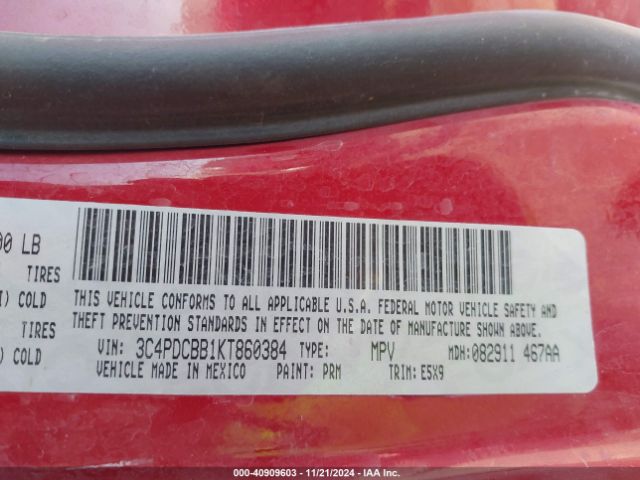 00 LB
TIRES
) COLD
TIRES
) COLD
THIS VEHICLE CONFORMS TO ALL APPLICABLE U.S.A. FEDERAL MOTOR VEHICLE SAFETY AND
THEFT PREVENTION STANDARDS IN EFFECT ON THE DATE OF MANUFACTURE SHOWN ABOVE.
VIN: 3C4PDCBB1KT860384 TYPE: MPV MDH: 082911 467AA
VEHICLE MADE IN MEXICO PAINT: PRM TRIM: E5X9
000-40909603 - 11/21/2024 - IAA Inc.